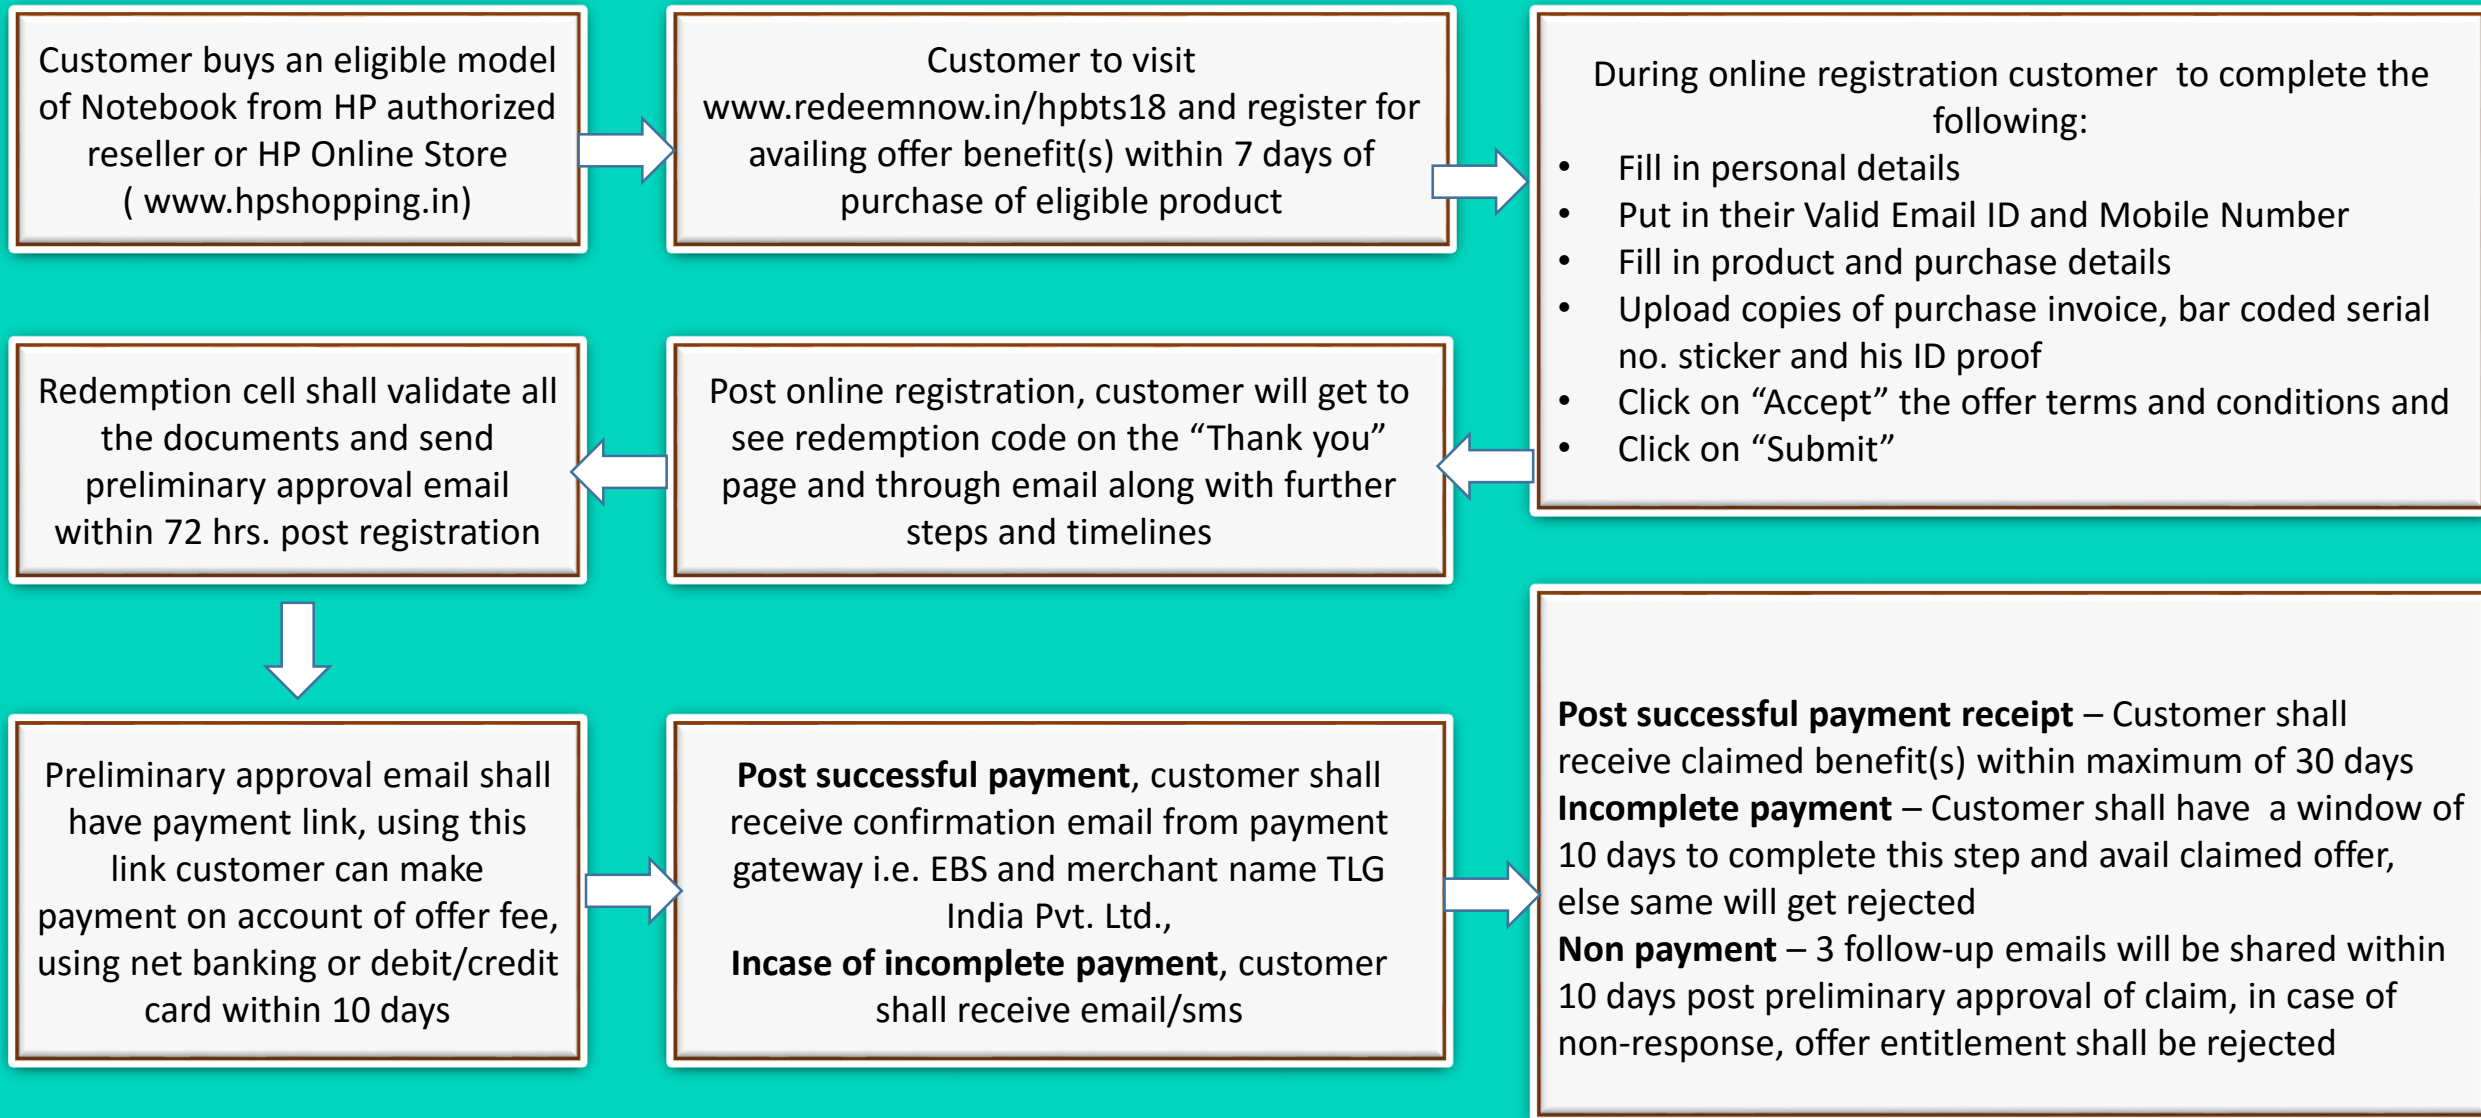 Customer buys an eligible model
of Notebook from HP authorized
reseller or HP Online Store
( www.hpshopping.in)
Customer to visit
www.redeemnow.in/hpbts18 and register for
availing offer benefit(s) within 7 days of
purchase of eligible product
During online registration customer  to complete the
following:
• Fill in personal details
• Put in their Valid Email ID and Mobile Number
• Fill in product and purchase details
• Upload copies of purchase invoice, bar coded serial
no. sticker and his ID proof
• Click on “Accept” the offer terms and conditions and
• Click on “Submit”
Post online registration, customer will get to
see redemption code on the “Thank you”
page and through email along with further
steps and timelines
Redemption cell shall validate all
the documents and send
preliminary approval email
within 72 hrs. post registration
Preliminary approval email shall
have payment link, using this
link customer can make
payment on account of offer fee,
using net banking or debit/credit
card within 10 days
Post successful payment, customer shall
receive confirmation email from payment
gateway i.e. EBS and merchant name TLG
India Pvt. Ltd.,
Incase of incomplete payment, customer
shall receive email/sms
Post successful payment receipt – Customer shall
receive claimed benefit(s) within maximum of 30 days
Incomplete payment – Customer shall have  a window of
10 days to complete this step and avail claimed offer,
else same will get rejected
Non payment – 3 follow-up emails will be shared within
10 days post preliminary approval of claim, in case of
non-response, offer entitlement shall be rejected